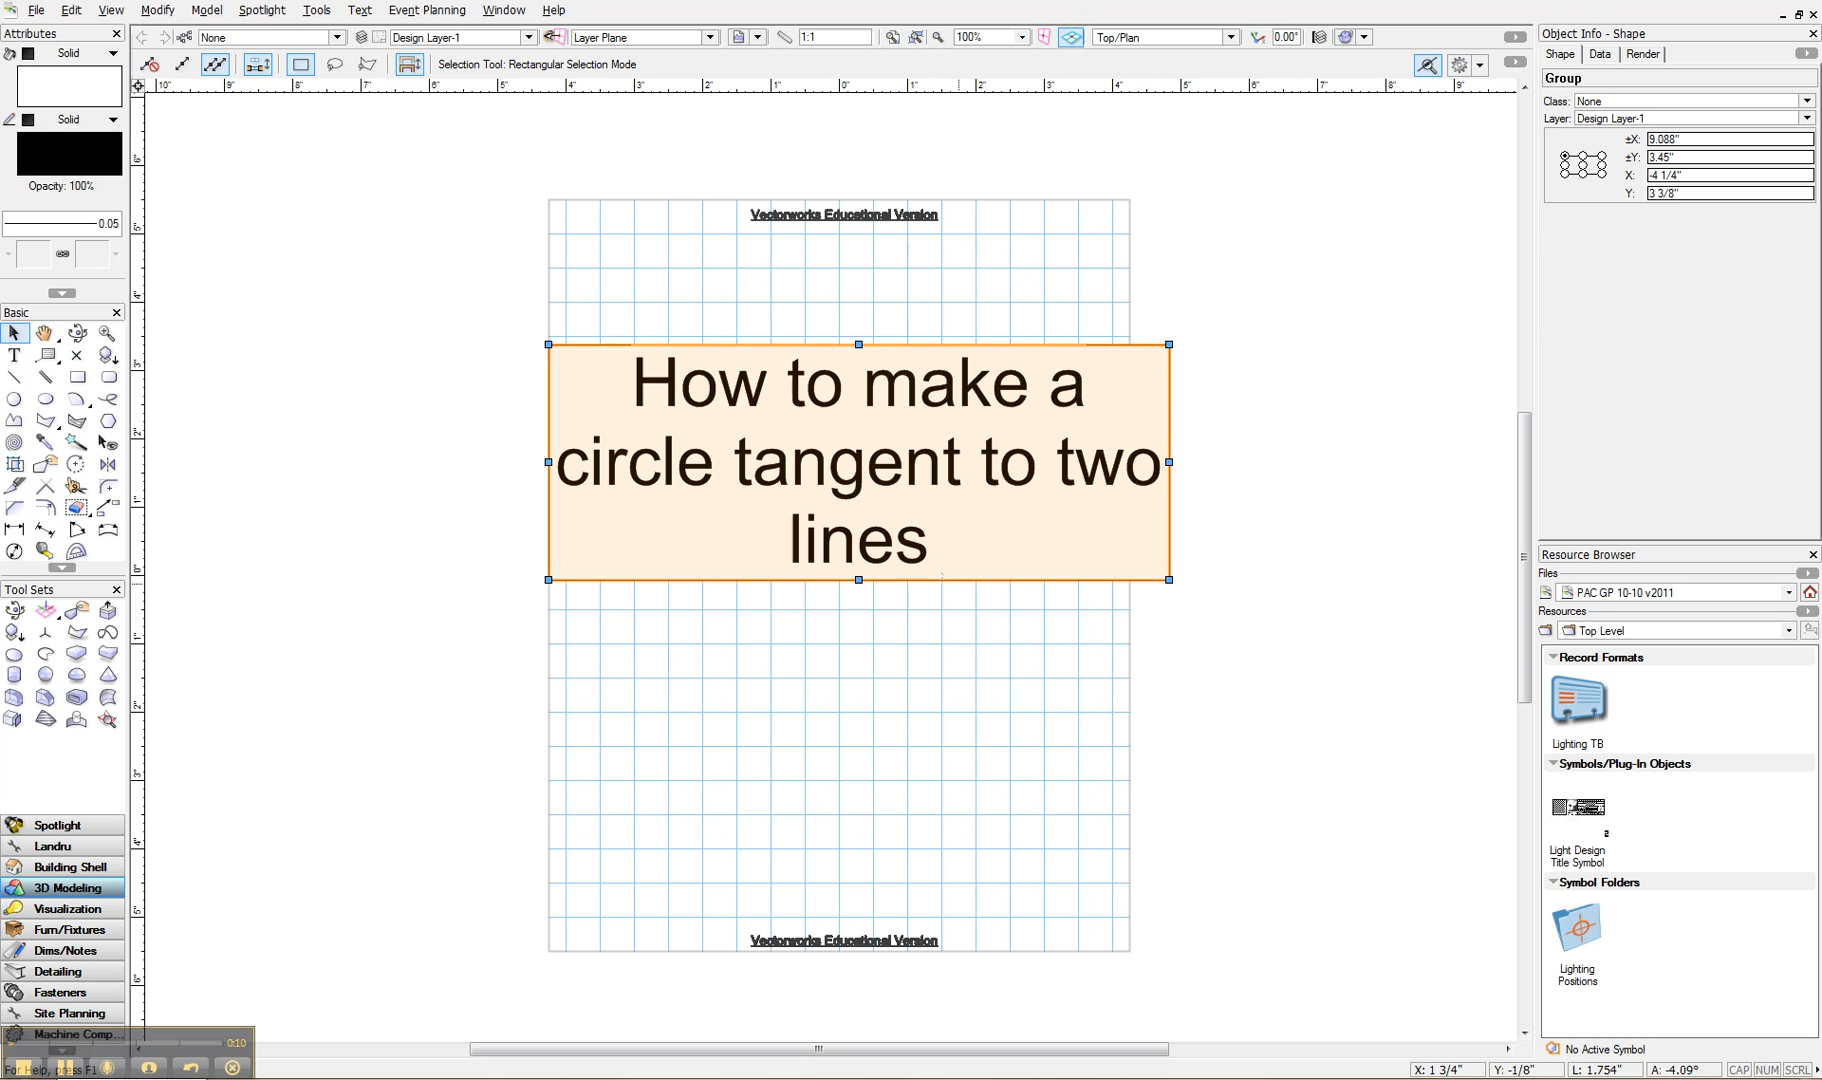 File Edit View Modify Model Spotlight Tools Text Event Planning Window Help
Attributes
Object Info - Shape
None
Design Layer-1
Layer Plane
1:1
100%
Top/Plan
0.00°
Solid
Selection Tool: Rectangular Selection Mode
Shape Data Render
Group
Class: None
Layer: Design Layer-1
±X: 9.088"
±Y: 3.45"
X: -4 1/4"
Y: 3 3/8"
Solid
Opacity: 100%
0.05
Basic
Vectorworks Educational Version
How to make a
circle tangent to two
lines
Vectorworks Educational Version
Tool Sets
Spotlight
Landru
Building Shell
3D Modeling
Visualization
Furn/Fixtures
Dims/Notes
Detailing
Fasteners
Site Planning
Machine Comp...
0:10
For Help, press F1
Resource Browser
Files
PAC GP 10-10 v2011
Resources
Top Level
Record Formats
Lighting TB
Symbols/Plug-In Objects
Light Design
Title Symbol
Symbol Folders
Lighting
Positions
No Active Symbol
X: 1 3/4" Y: -1/8" L: 1.754" A: -4.09° CAP NUM SCRL